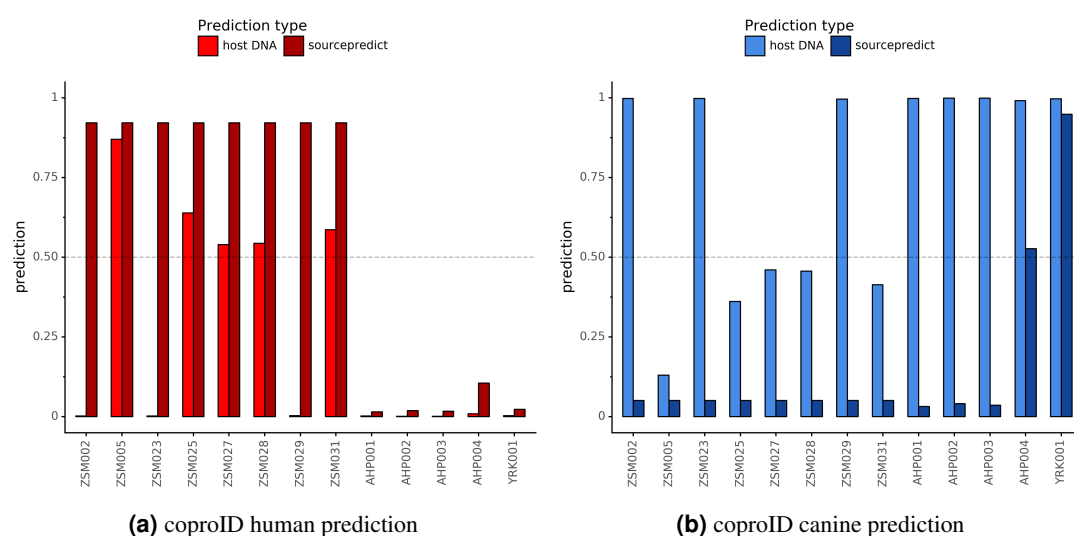 Prediction type
host DNA sourcepredict
1
0.75
0.50
0.25
0
prediction
ZSM002 ZSM005 ZSM023 ZSM025 ZSM027 ZSM028 ZSM029 ZSM031 AHP001 AHP002 AHP003 AHP004 YRK001
(a) coproID human prediction
Prediction type
host DNA sourcepredict
1
0.75
0.50
0.25
0
prediction
ZSM002 ZSM005 ZSM023 ZSM025 ZSM027 ZSM028 ZSM029 ZSM031 AHP001 AHP002 AHP003 AHP004 YRK001
(b) coproID canine prediction